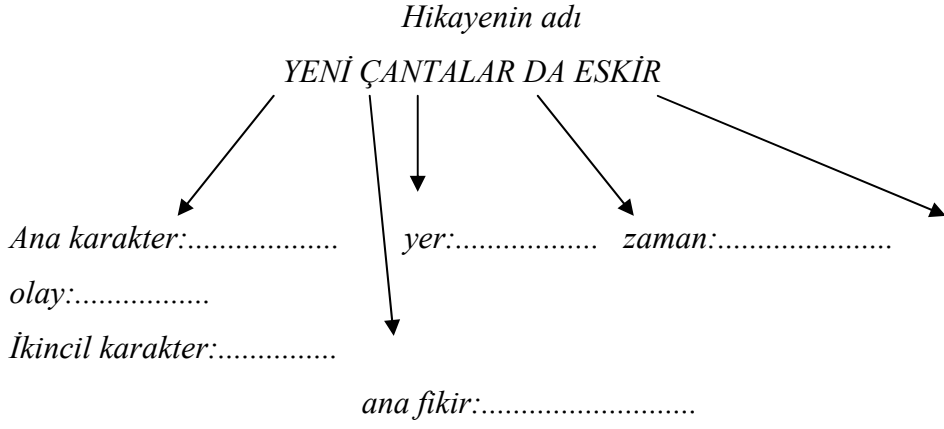 Hikayenin adı
YENİ ÇANTALAR DA ESKİR
Ana karakter:................... yer:.................. zaman:......................
olay:.................
İkincil karakter:...............
ana fikir:...........................